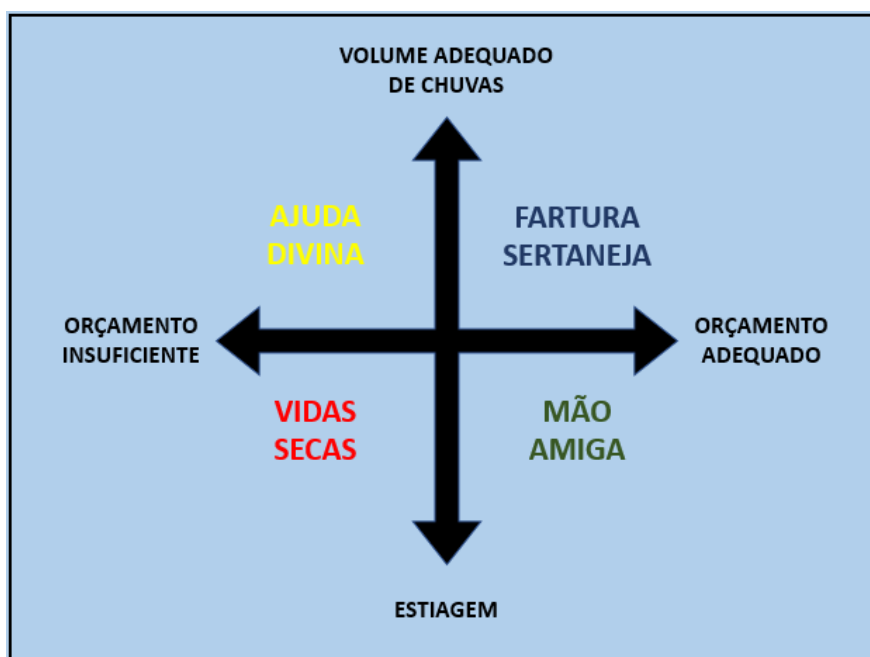 VOLUME ADEQUADO
DE CHUVAS
AJUDA
DIVINA
FARTURA
SERTANEJA
ORÇAMENTO
INSUFICIENTE
ORÇAMENTO
ADEQUADO
VIDAS
SECAS
MÃO
AMIGA
ESTIAGEM